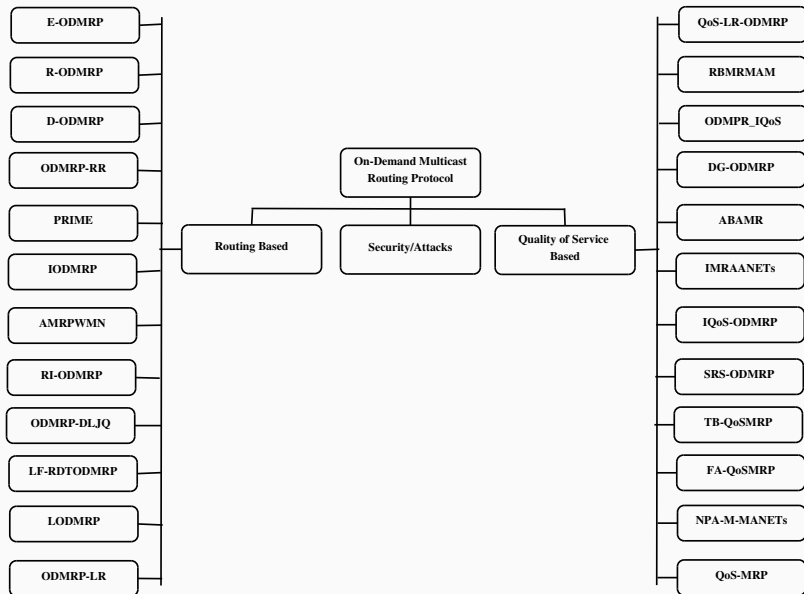 On-Demand Multicast
Routing Protocol
Routing Based
Security/Attacks
Quality of Service
Based
E-ODMRP
R-ODMRP
D-ODMRP
ODMRP-RR
PRIME
IODMRP
AMRPWMN
RI-ODMRP
ODMRP-DLJQ
LF-RDTODMRP
LODMRP
ODMRP-LR
QoS-LR-ODMRP
RBMRMAM
ODMPR_IQoS
DG-ODMRP
ABAMR
IMRAANETs
IQoS-ODMRP
SRS-ODMRP
TB-QoSMRP
FA-QoSMRP
NPA-M-MANETs
QoS-MRP